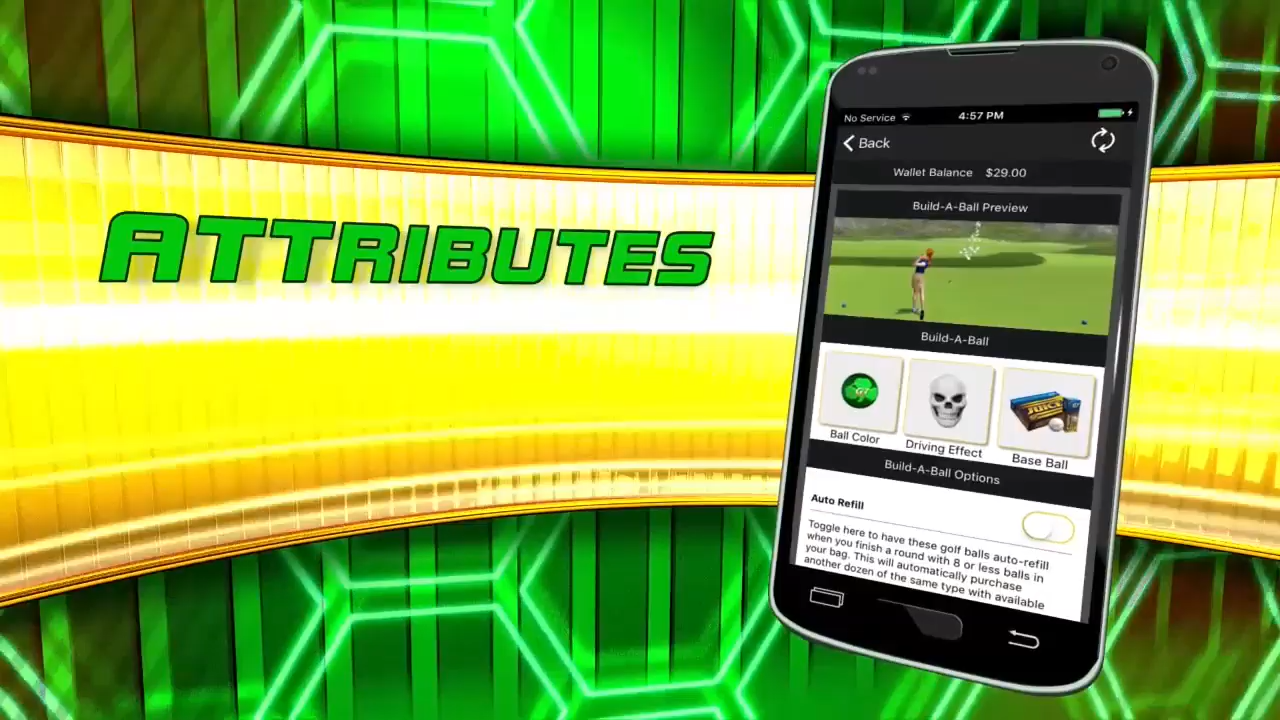 ATTRIBUTES
No Service
4:57 PM
Back
Wallet Balance $29.00
Build-A-Ball Preview
Build-A-Ball
JUICE
Ball Color
Driving Effect
Base Ball
Build-A-Ball Options
Auto Refill
Toggle here to have these golf balls auto-refill
when you finish a round with 8 or less balls in
your bag. This will automatically purchase
another dozen of the same type with available